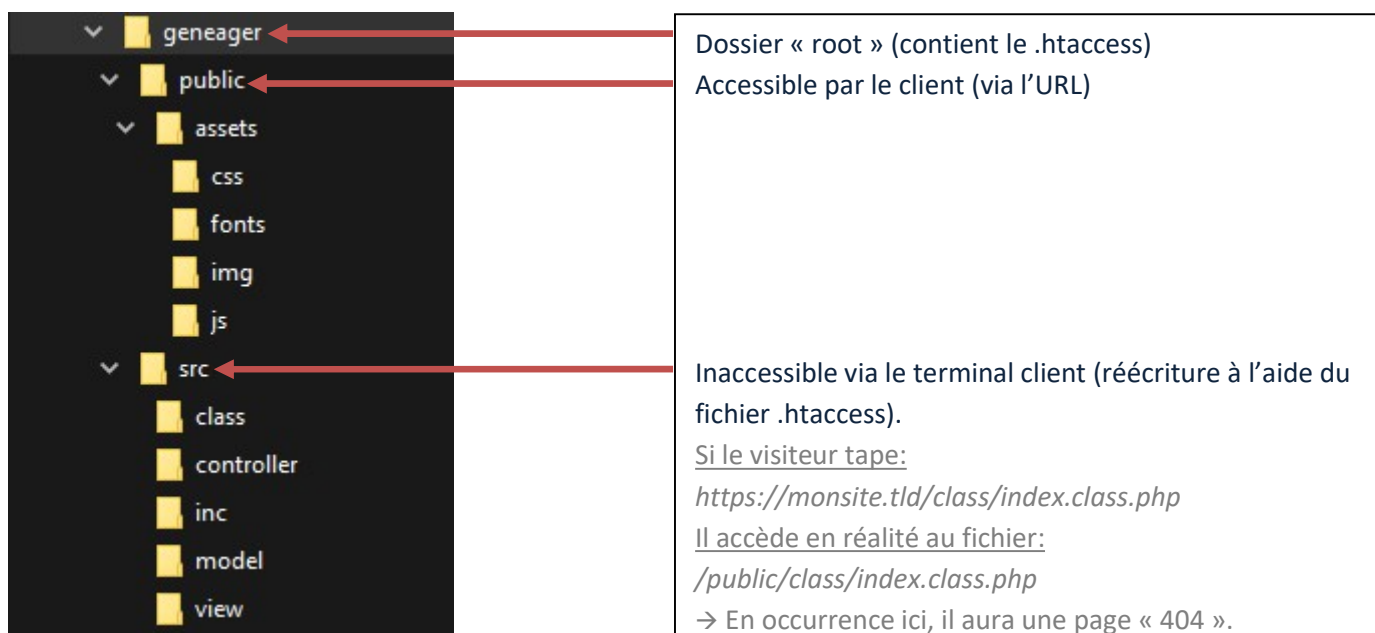 geneager
public
assets
css
fonts
img
js
src
class
controller
inc
model
view
Dossier « root » (contient le .htaccess)
Accessible par le client (via l’URL)
Inaccessible via le terminal client (réécriture à l’aide du
fichier .htaccess).
Si le visiteur tape:
https://monsite.tld/class/index.class.php
Il accède en réalité au fichier:
/public/class/index.class.php
→ En occurrence ici, il aura une page « 404 ».